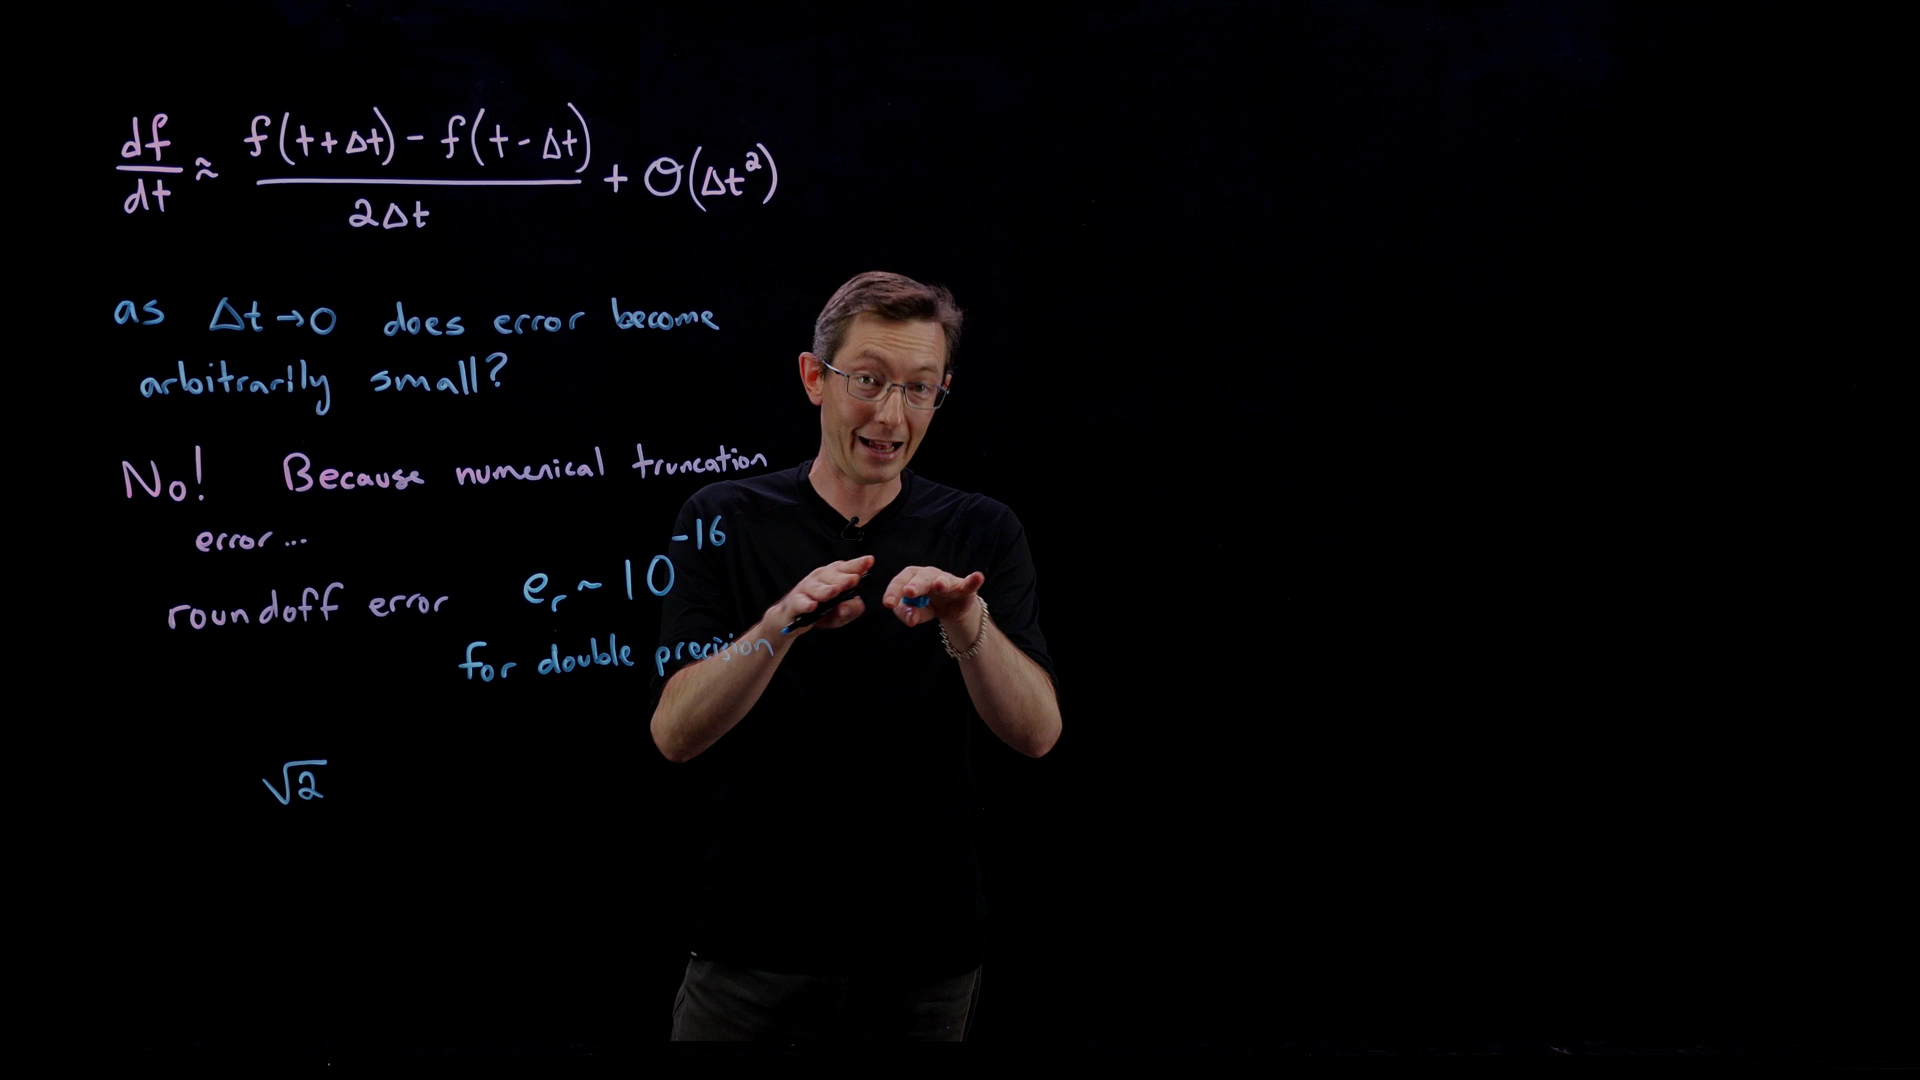 df/dt ≈ f(t+Δt) - f(t-Δt) / 2Δt + O(Δt²)
as Δt→0 does error become
arbitrarily small?
No! Because numerical truncation
error...
roundoff error e_r ~ 10^-16
for double precision
√2